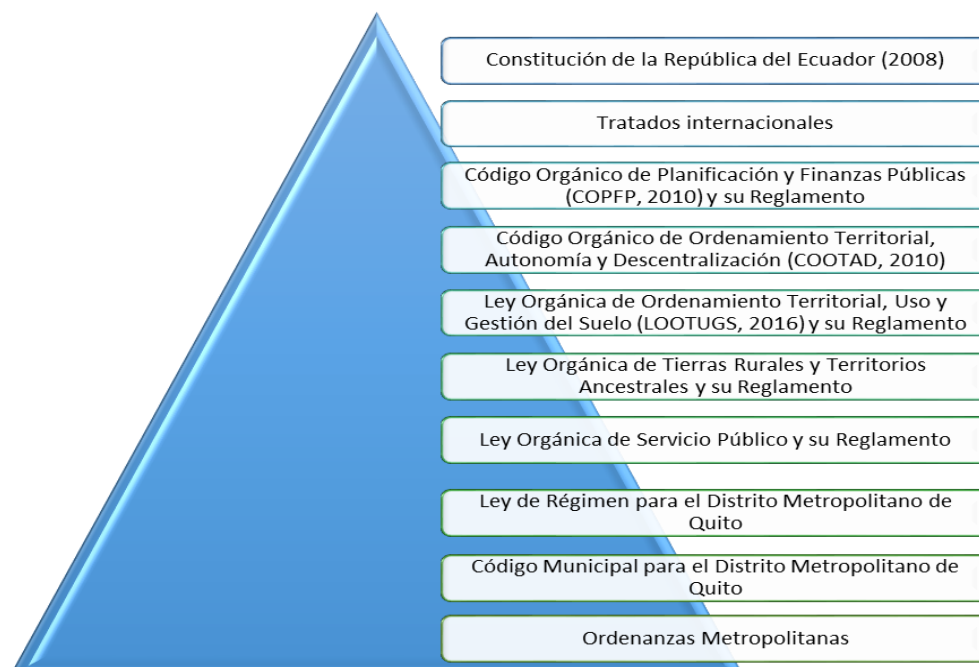 Constitución de la República del Ecuador (2008)
Tratados internacionales
Código Orgánico de Planificación y Finanzas Públicas
(COPFP, 2010) y su Reglamento
Código Orgánico de Ordenamiento Territorial,
Autonomía y Descentralización (COOTAD, 2010)
Ley Orgánica de Ordenamiento Territorial, Uso y
Gestión del Suelo (LOOTUGS, 2016) y su Reglamento
Ley Orgánica de Tierras Rurales y Territorios
Ancestrales y su Reglamento
Ley Orgánica de Servicio Público y su Reglamento
Ley de Régimen para el Distrito Metropolitano de
Quito
Código Municipal para el Distrito Metropolitano de
Quito
Ordenanzas Metropolitanas